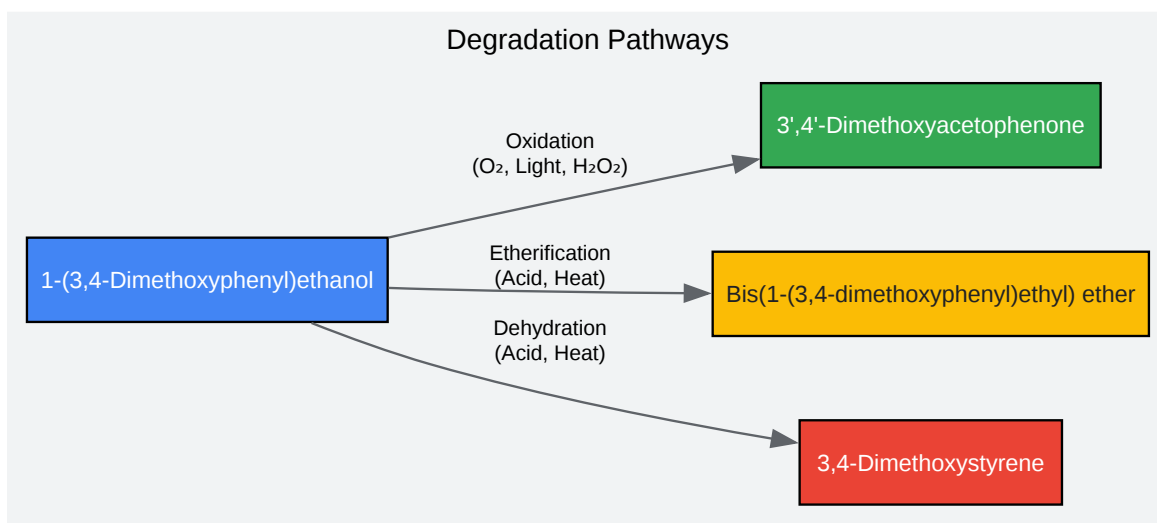 Degradation Pathways
3',4'-Dimethoxyacetophenone
Oxidation
(O₂, Light, H₂O₂)
1-(3,4-Dimethoxyphenyl)ethanol
Etherification
(Acid, Heat)
Bis(1-(3,4-dimethoxyphenyl)ethyl) ether
Dehydration
(Acid, Heat)
3,4-Dimethoxystyrene